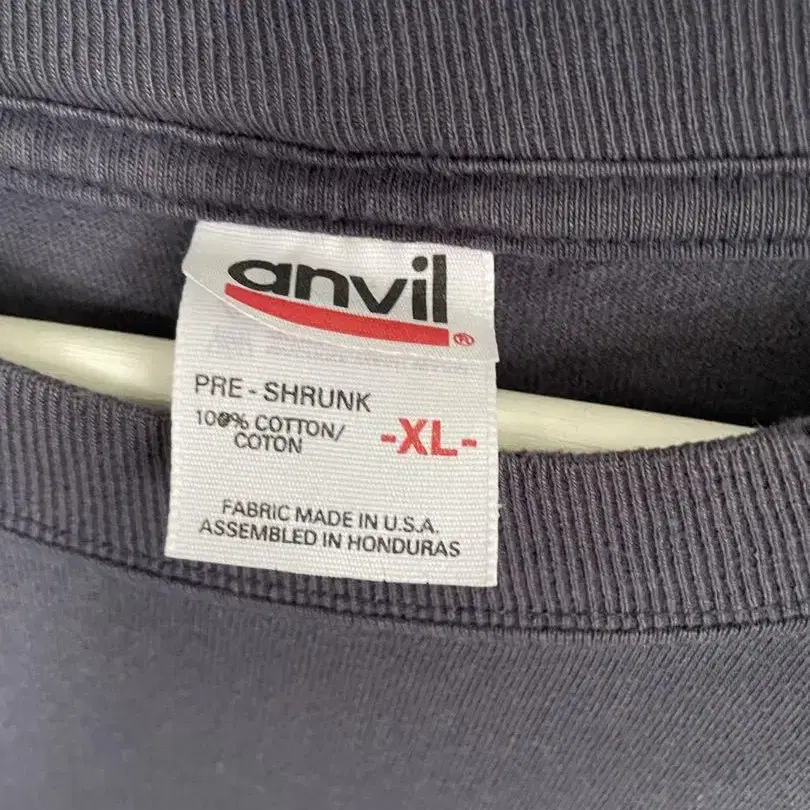 anvil®
PRE - SHRUNK
100% COTTON/
COTON
-XL-
FABRIC MADE IN U.S.A.
ASSEMBLED IN HONDURAS